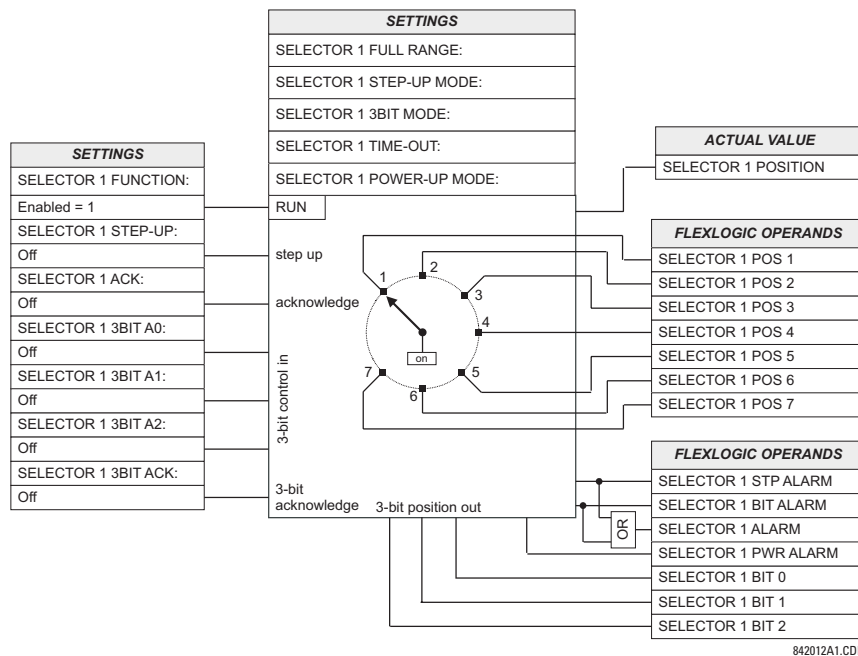 SETTINGS
SELECTOR 1 FULL RANGE:
SELECTOR 1 STEP-UP MODE:
SELECTOR 1 3BIT MODE:
SELECTOR 1 TIME-OUT:
SELECTOR 1 POWER-UP MODE:
SETTINGS
SELECTOR 1 FUNCTION:
Enabled = 1
SELECTOR 1 STEP-UP:
Off
SELECTOR 1 ACK:
Off
SELECTOR 1 3BIT A0:
Off
SELECTOR 1 3BIT A1:
Off
SELECTOR 1 3BIT A2:
Off
SELECTOR 1 3BIT ACK:
Off
RUN
step up
acknowledge
3-bit control in
3-bit
acknowledge
3-bit position out
1
2
3
4
5
6
7
on
ACTUAL VALUE
SELECTOR 1 POSITION
FLEXLOGIC OPERANDS
SELECTOR 1 POS 1
SELECTOR 1 POS 2
SELECTOR 1 POS 3
SELECTOR 1 POS 4
SELECTOR 1 POS 5
SELECTOR 1 POS 6
SELECTOR 1 POS 7
FLEXLOGIC OPERANDS
SELECTOR 1 STP ALARM
SELECTOR 1 BIT ALARM
SELECTOR 1 ALARM
SELECTOR 1 PWR ALARM
SELECTOR 1 BIT 0
SELECTOR 1 BIT 1
SELECTOR 1 BIT 2
OR
842012A1.CD